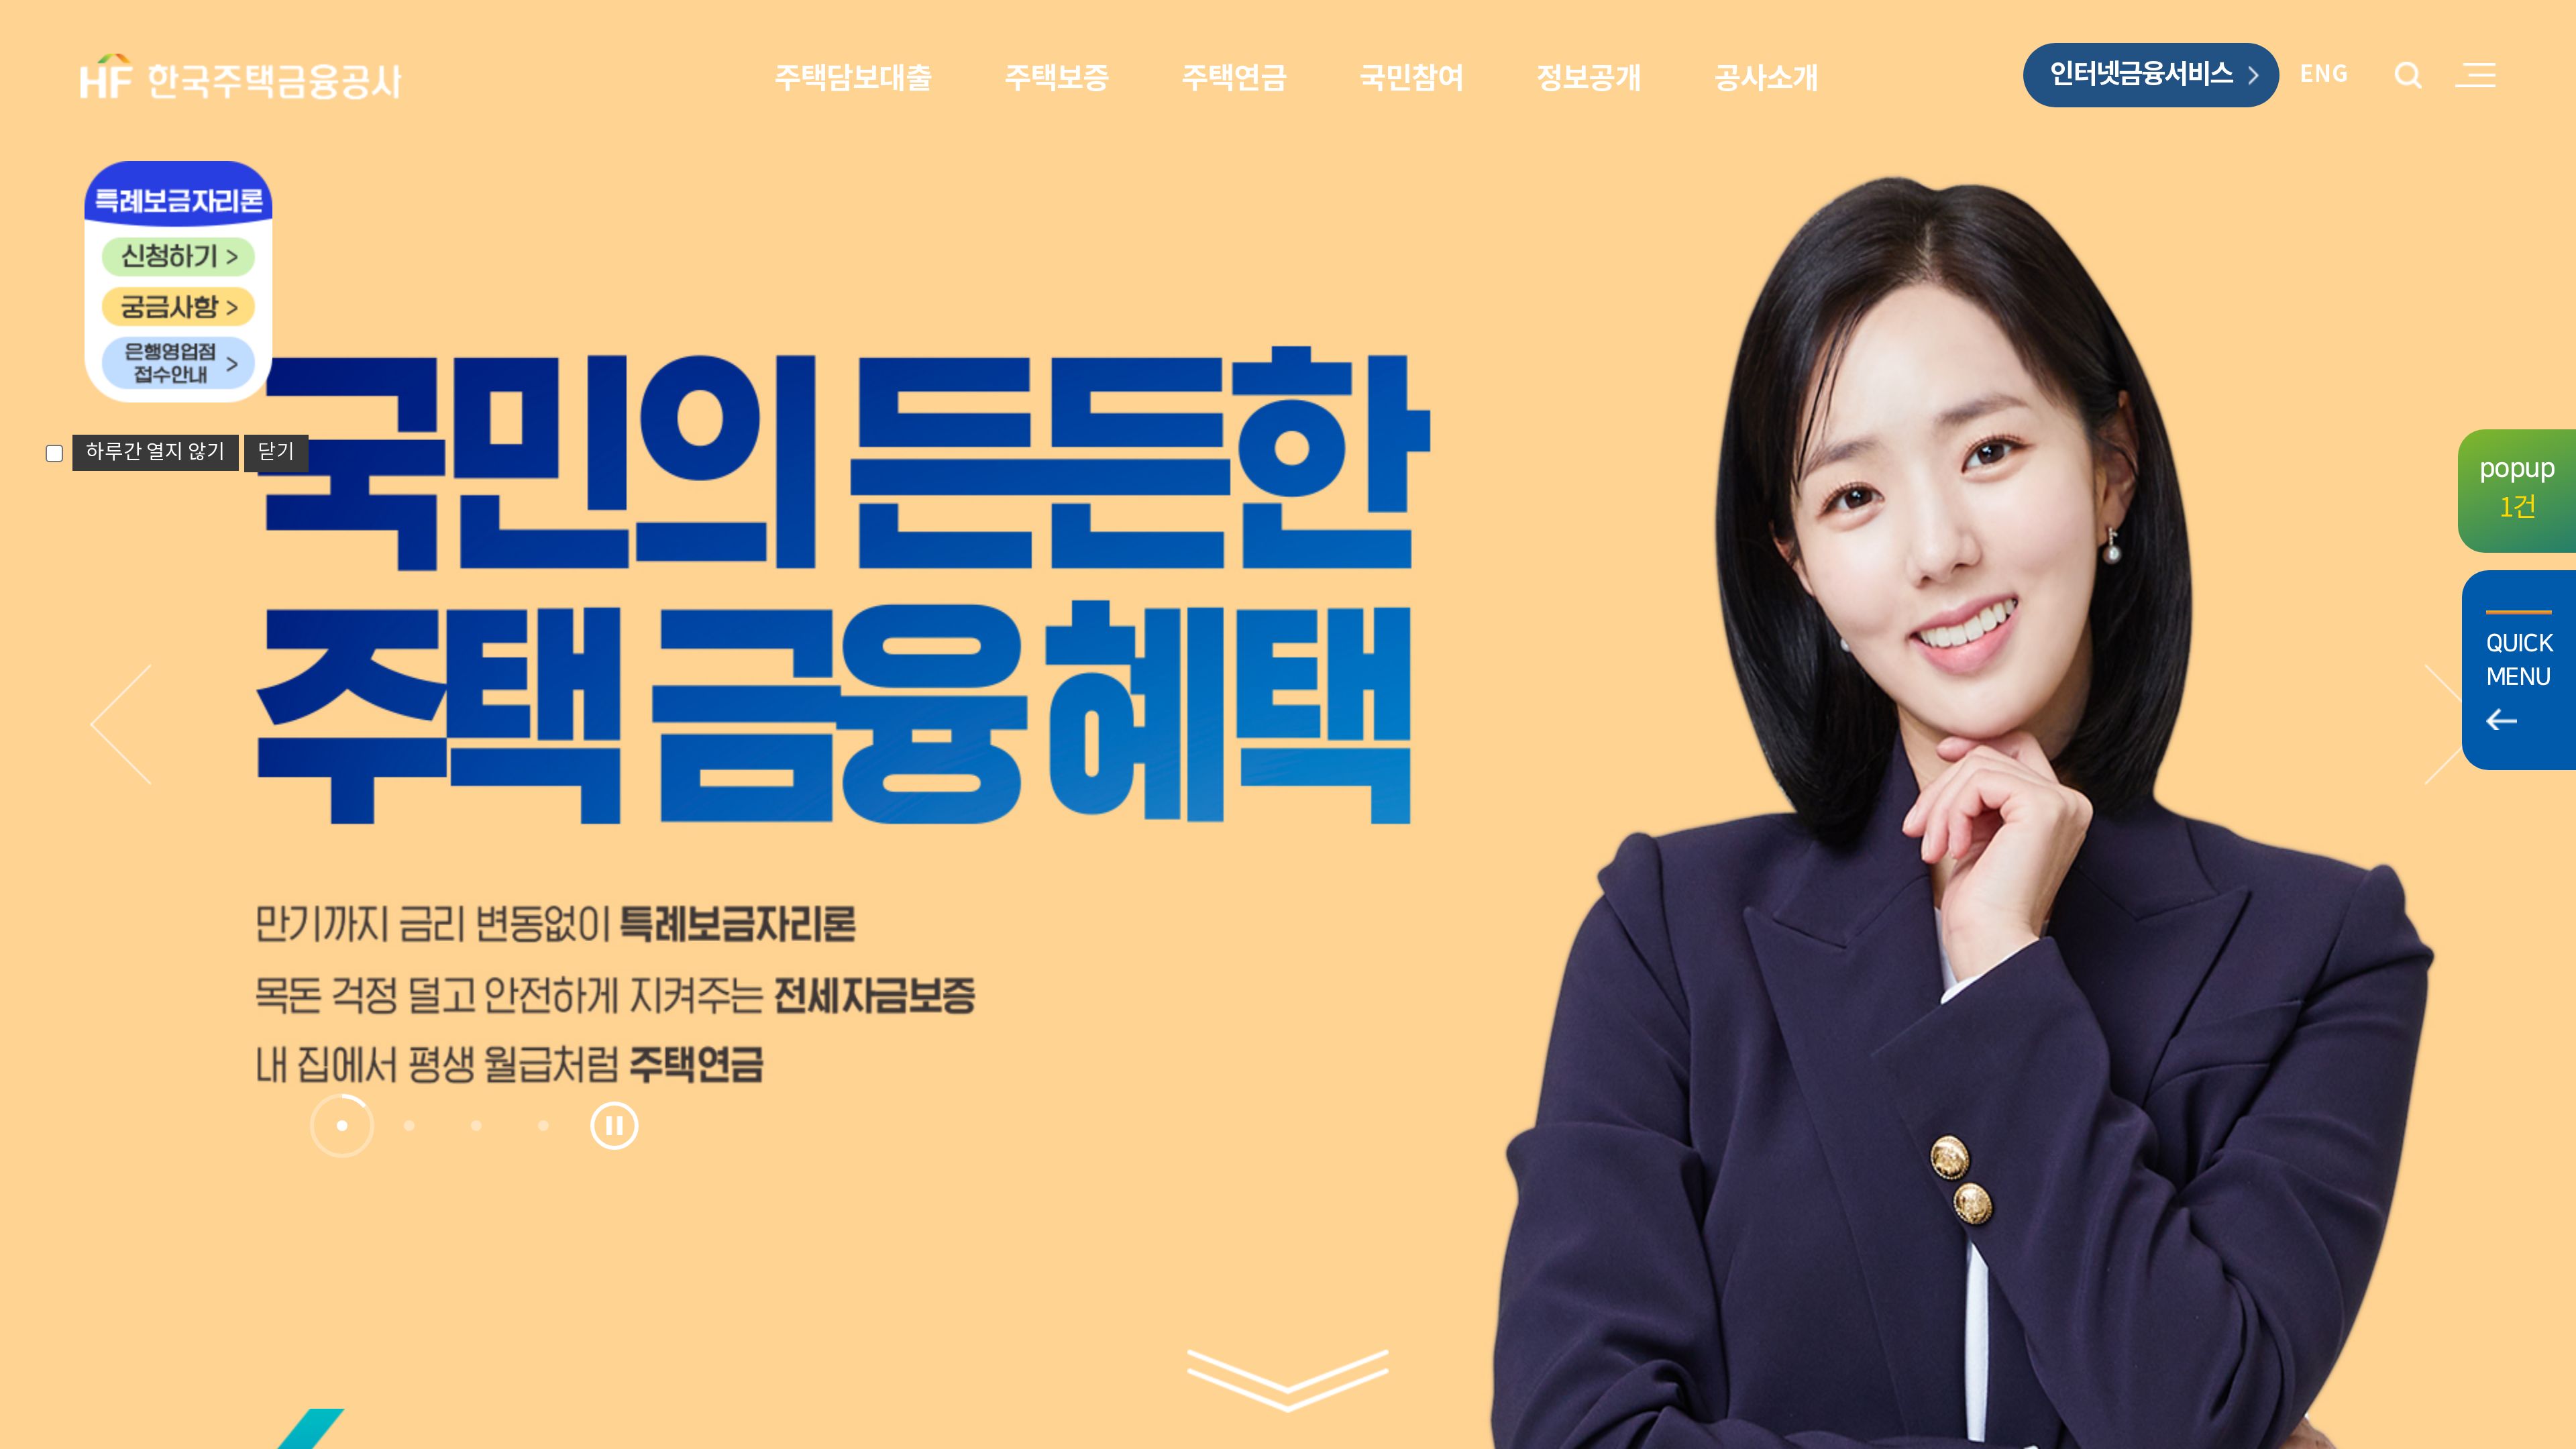 HF 한국주택금융공사
주택담보대출 주택보증 주택연금 국민참여 정보공개 공사소개
인터넷금융서비스
ENG
특례보금자리론
신청하기 >
궁금사항 >
은행영업점
접수안내 >
하루간 열지 않기
닫기
국민의 든든한
주택 금융 혜택
만기까지 금리 변동없이 특례보금자리론
목돈 걱정 덜고 안전하게 지켜주는 전세자금보증
내 집에서 평생 월급처럼 주택연금
popup
1건
QUICK
MENU